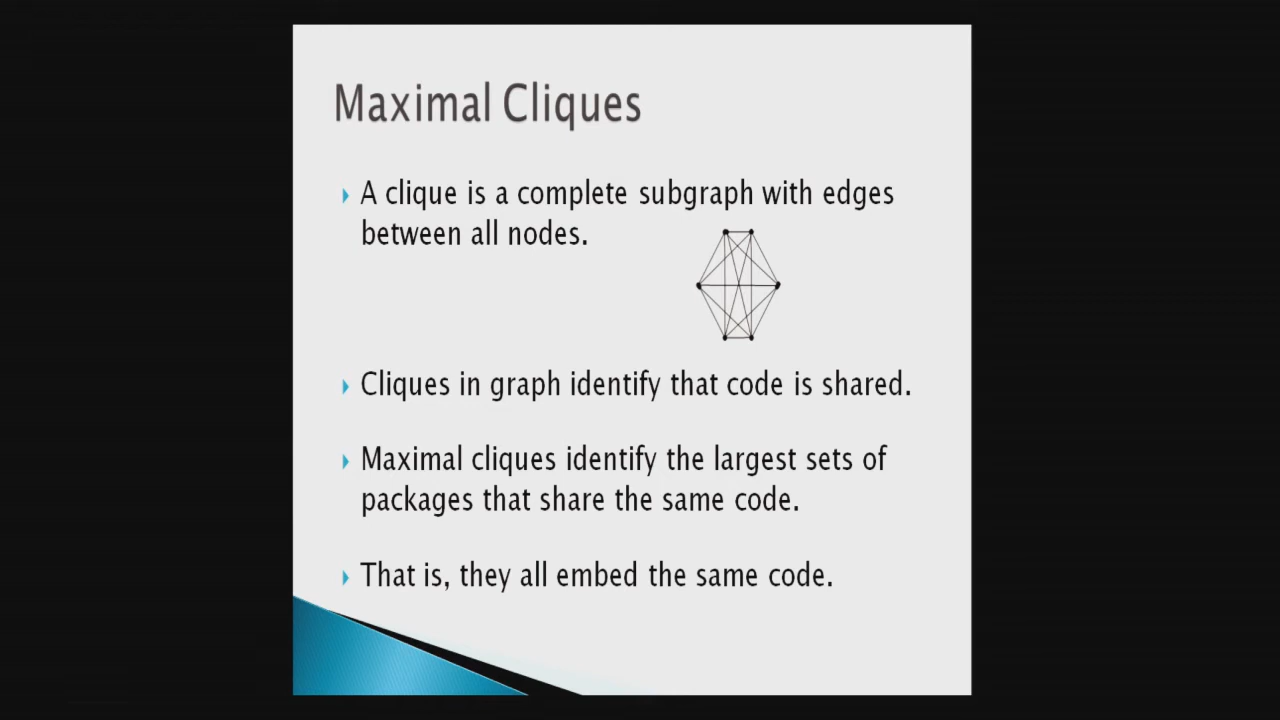 Maximal Cliques
A clique is a complete subgraph with edges
between all nodes.
Cliques in graph identify that code is shared.
Maximal cliques identify the largest sets of
packages that share the same code.
That is, they all embed the same code.